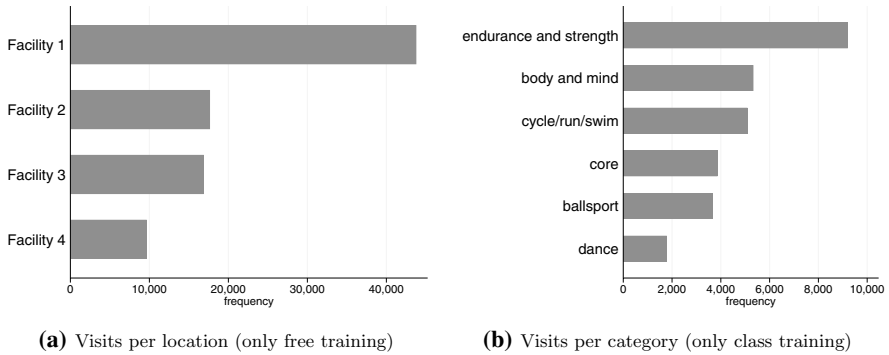 Facility 1
Facility 2
Facility 3
Facility 4
0 10,000 20,000 30,000 40,000
frequency
(a) Visits per location (only free training)
endurance and strength
body and mind
cycle/run/swim
core
ballsport
dance
0 2,000 4,000 6,000 8,000 10,000
frequency
(b) Visits per category (only class training)